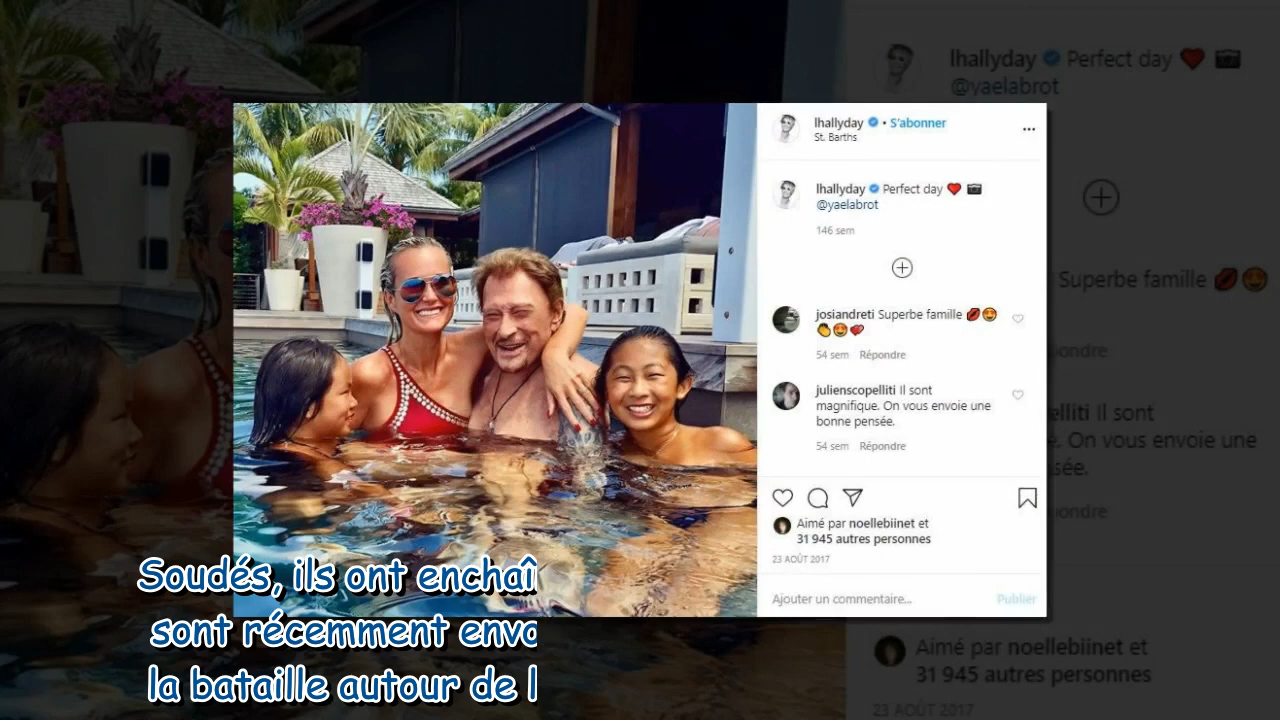 lhallyday Perfect day
@yaelabrot
lhallyday • S'abonner
St. Barths
lhallyday Perfect day
@yaelabrot
146 sem
Superbe famille
josiandreti Superbe famille
54 sem Répondre
ondre
julienscopelliti Il sont
magnifique. On vous envoie une
bonne pensée.
54 sem Répondre
elliti Il sont
. On vous envoie une
sée.
ondre
Aimé par noellebiinet et
31 945 autres personnes
23 AOÛT 2017
Ajouter un commentaire... Publier
Soudés, ils ont enchaî
sont récemment envo
la bataille autour de l
Aimé par noellebiinet et
31 945 autres personnes
23 AOÛT 2017